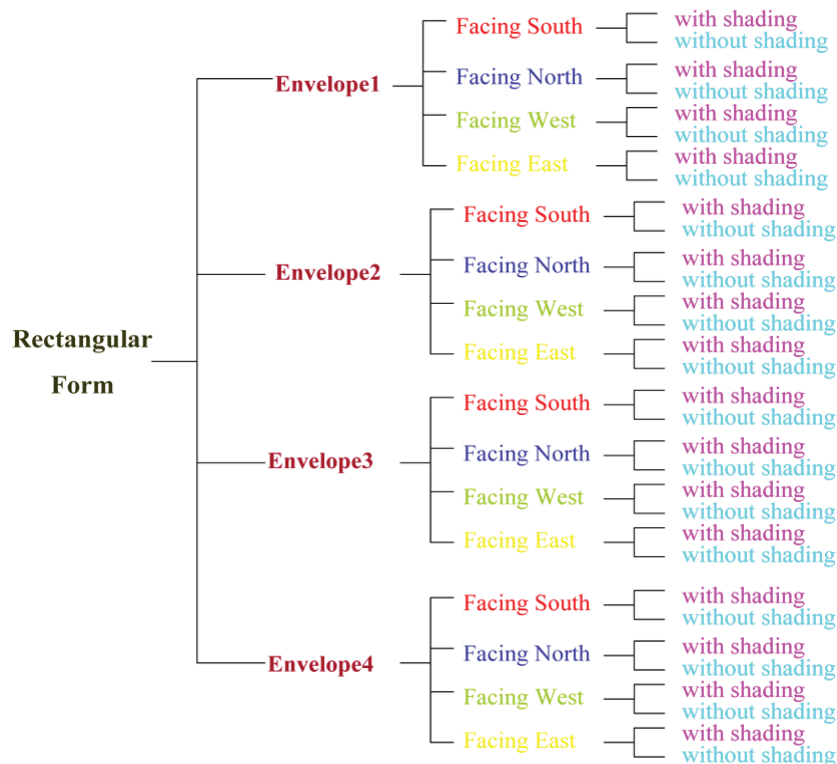 Rectangular
Form
Envelope1
Facing South
with shading
without shading
Facing North
with shading
without shading
Facing West
with shading
without shading
Facing East
with shading
without shading
Envelope2
Facing South
with shading
without shading
Facing North
with shading
without shading
Facing West
with shading
without shading
Facing East
with shading
without shading
Envelope3
Facing South
with shading
without shading
Facing North
with shading
without shading
Facing West
with shading
without shading
Facing East
with shading
without shading
Envelope4
Facing South
with shading
without shading
Facing North
with shading
without shading
Facing West
with shading
without shading
Facing East
with shading
without shading